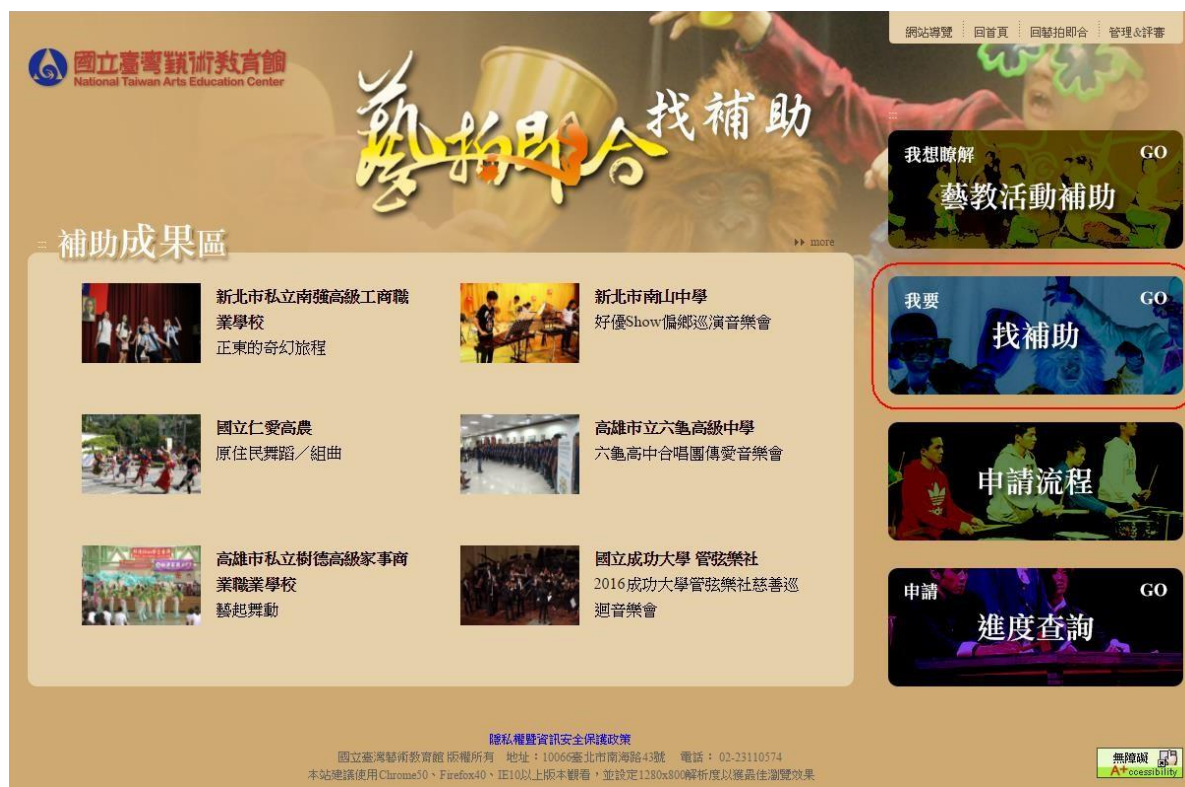 網站導覽 回首頁 回藝拍即合 管理&評審
國立臺灣藝術教育館
National Taiwan Arts Education Center
藝拍即合 找補助
補助成果區
more
新北市私立南強高級工商職
業學校
正東的奇幻旅程
新北市南山中學
好優Show偏鄉巡演音樂會
國立仁愛高農
原住民舞蹈／組曲
高雄市立六龜高級中學
六龜高中合唱團傳愛音樂會
高雄市私立樹德高級家事商
業職業學校
藝起舞動
國立成功大學 管弦樂社
2016成功大學管弦樂社慈善巡
迴音樂會
我想瞭解 GO
藝教活動補助
我要 GO
找補助
申請流程
申請 GO
進度查詢
隱私權暨資訊安全保護政策
國立臺灣藝術教育館 版權所有 地址：10066臺北市南海路43號 電話： 02-23110574
本站建議使用Chrome50、Firefox40、IE10以上版本觀看，並設定1280x800解析度以獲最佳瀏覽效果
無障礙
A+ccessibility